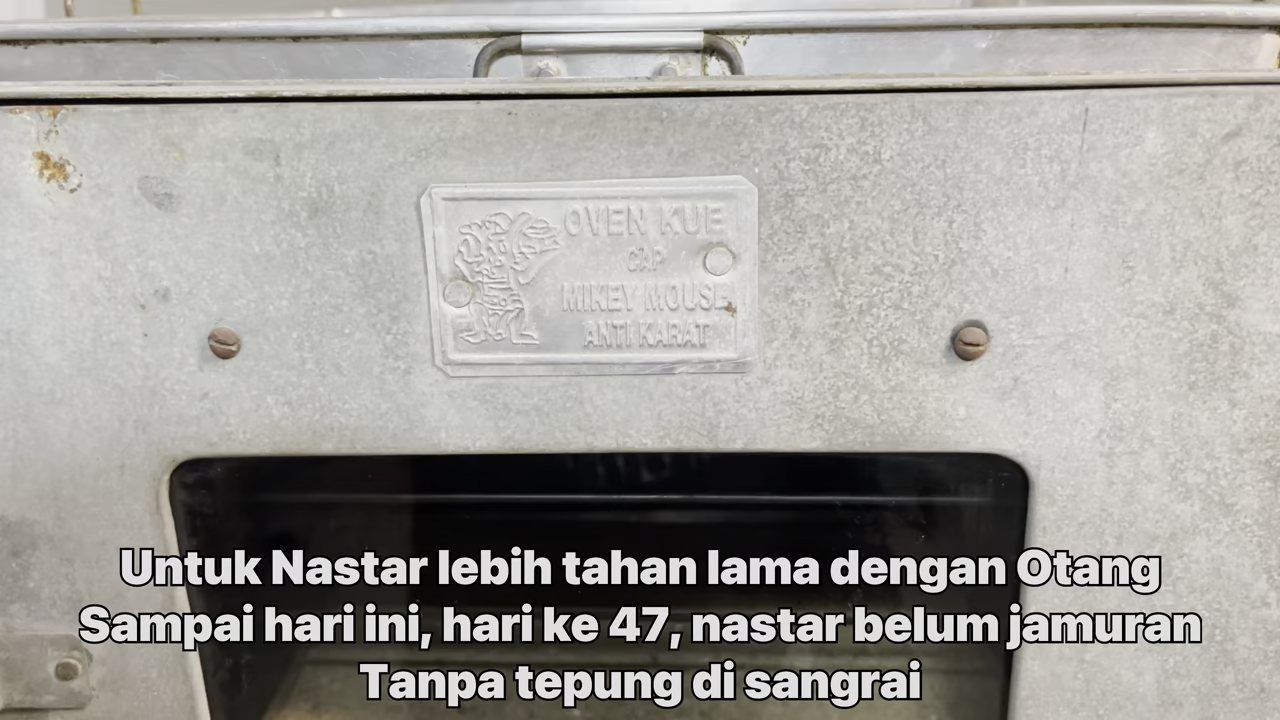 OVEN KUE
CAP
MIKEY MOUSE
ANTI KARAT
Untuk Nastar lebih tahan lama dengan Otang
Sampai hari ini, hari ke 47, nastar belum jamuran
Tanpa tepung di sangrai